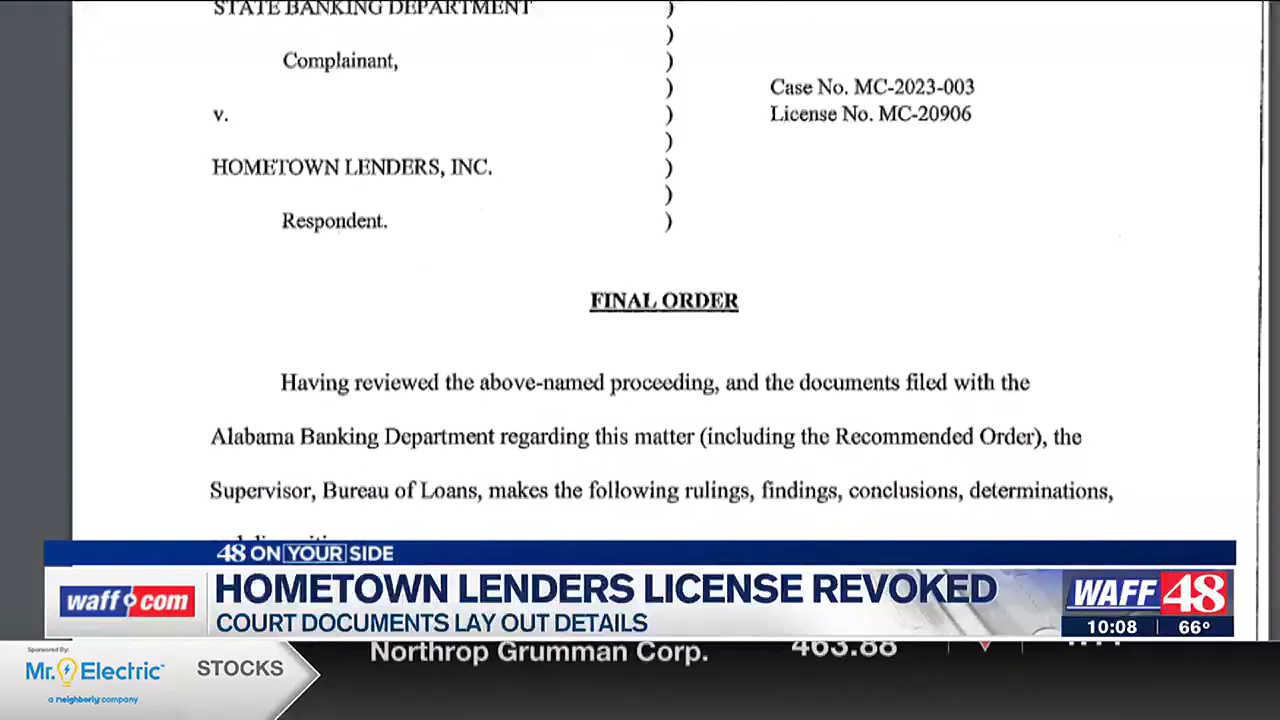 STATE BANKING DEPARTMENT )
)
Complainant, )
) Case No. MC-2023-003
v. ) License No. MC-20906
)
HOMETOWN LENDERS, INC. )
)
Respondent. )
FINAL ORDER
Having reviewed the above-named proceeding, and the documents filed with the
Alabama Banking Department regarding this matter (including the Recommended Order), the
Supervisor, Bureau of Loans, makes the following rulings, findings, conclusions, determinations,
48 ON YOUR SIDE
waff com
HOMETOWN LENDERS LICENSE REVOKED
COURT DOCUMENTS LAY OUT DETAILS
WAFF 48
10:08 | 66°
Sponsored By:
Mr. Electric
a neighborly company
STOCKS
Northrop Grumman Corp. 463.88